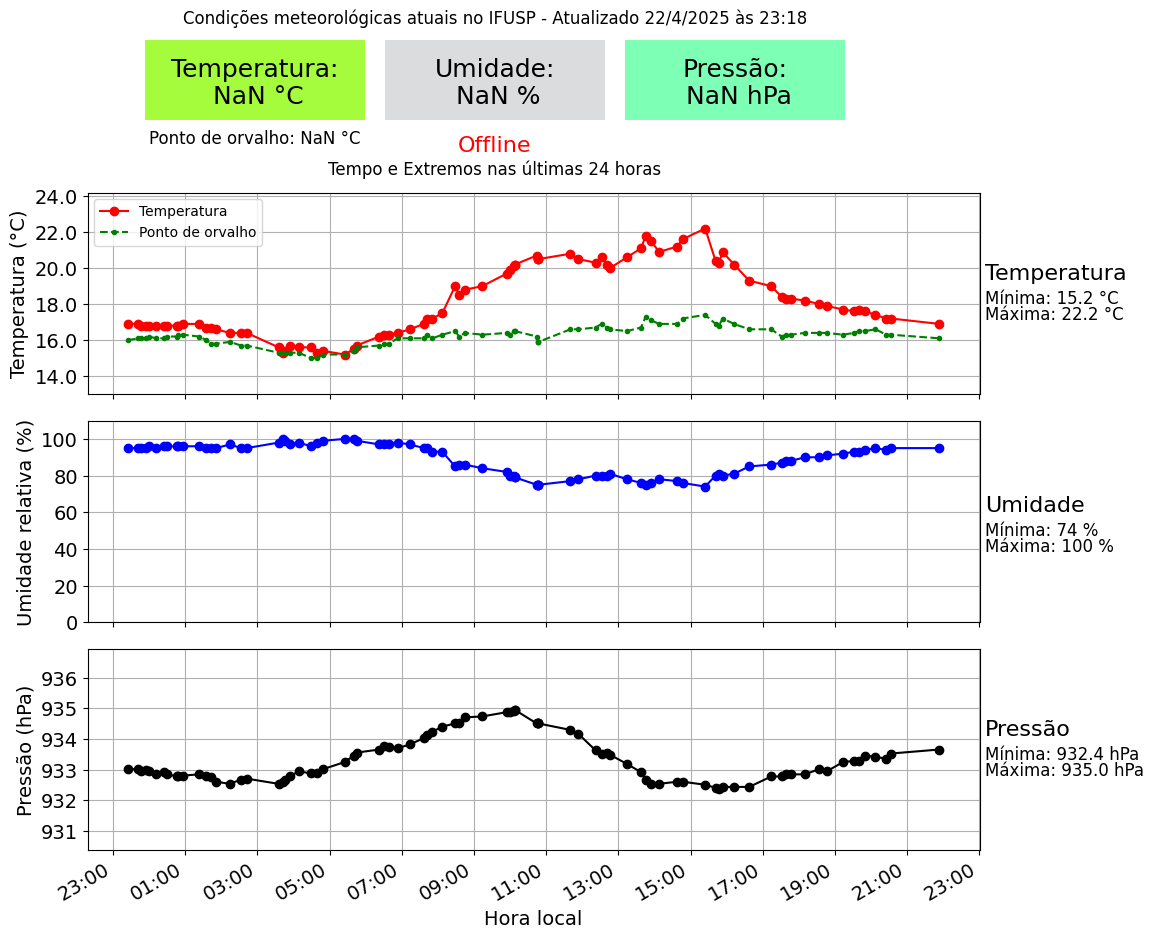 Condições meteorológicas atuais no IFUSP - Atualizado 22/4/2025 às 23:18
Temperatura:
NaN °C
Umidade:
NaN %
Pressão:
NaN hPa
Ponto de orvalho: NaN °C
Offline
Tempo e Extremos nas últimas 24 horas
Temperatura (°C)
24.0
22.0
20.0
18.0
16.0
14.0
Temperatura
Ponto de orvalho
Temperatura
Mínima: 15.2 °C
Máxima: 22.2 °C
Umidade relativa (%)
100
80
60
40
20
0
Umidade
Mínima: 74 %
Máxima: 100 %
Pressão (hPa)
936
935
934
933
932
931
Pressão
Mínima: 932.4 hPa
Máxima: 935.0 hPa
23:00 01:00 03:00 05:00 07:00 09:00 11:00 13:00 15:00 17:00 19:00 21:00 23:00
Hora local